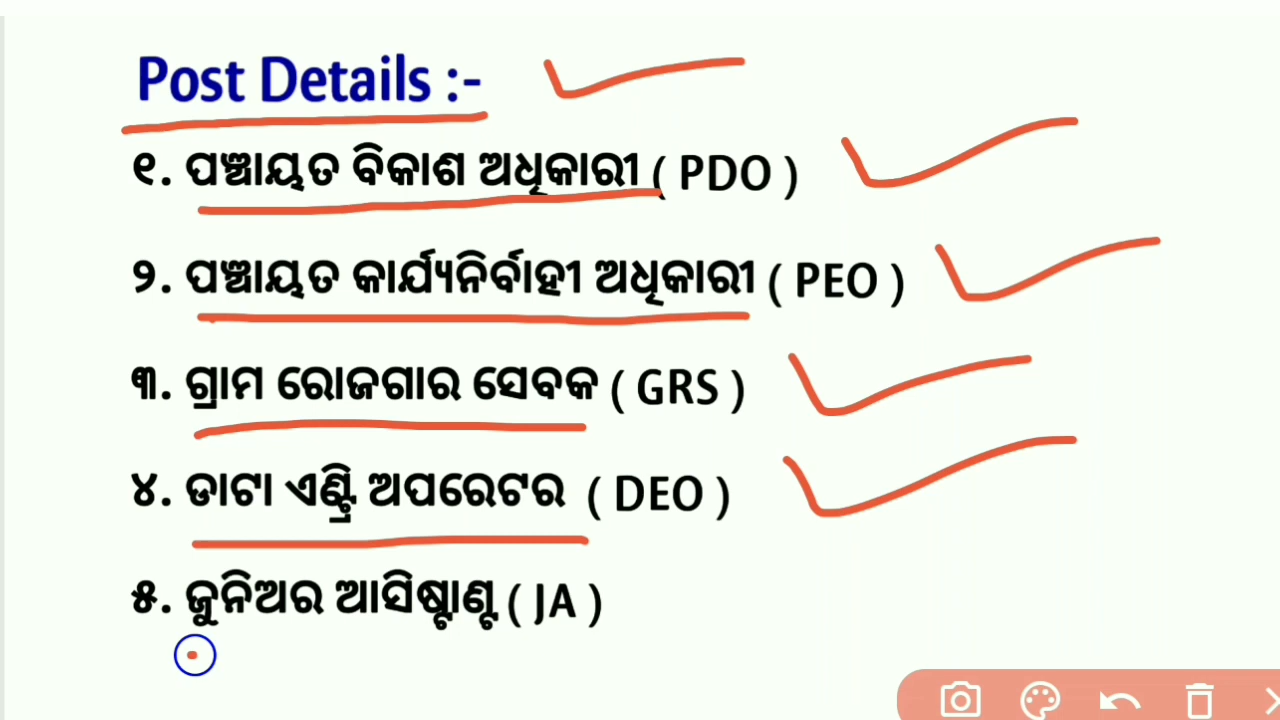 Post Details :-
୧. ପଞ୍ଚାୟତ ବିକାଶ ଅଧିକାରୀ ( PDO )
୨. ପଞ୍ଚାୟତ କାର୍ଯ୍ୟନିର୍ବାହୀ ଅଧିକାରୀ ( PEO )
୩. ଗ୍ରାମ ରୋଜଗାର ସେବକ ( GRS )
୪. ଡାଟା ଏଣ୍ଟ୍ରି ଅପରେଟର ( DEO )
୫. ଜୁନିଅର ଆସିଷ୍ଟାଣ୍ଟ ( JA )